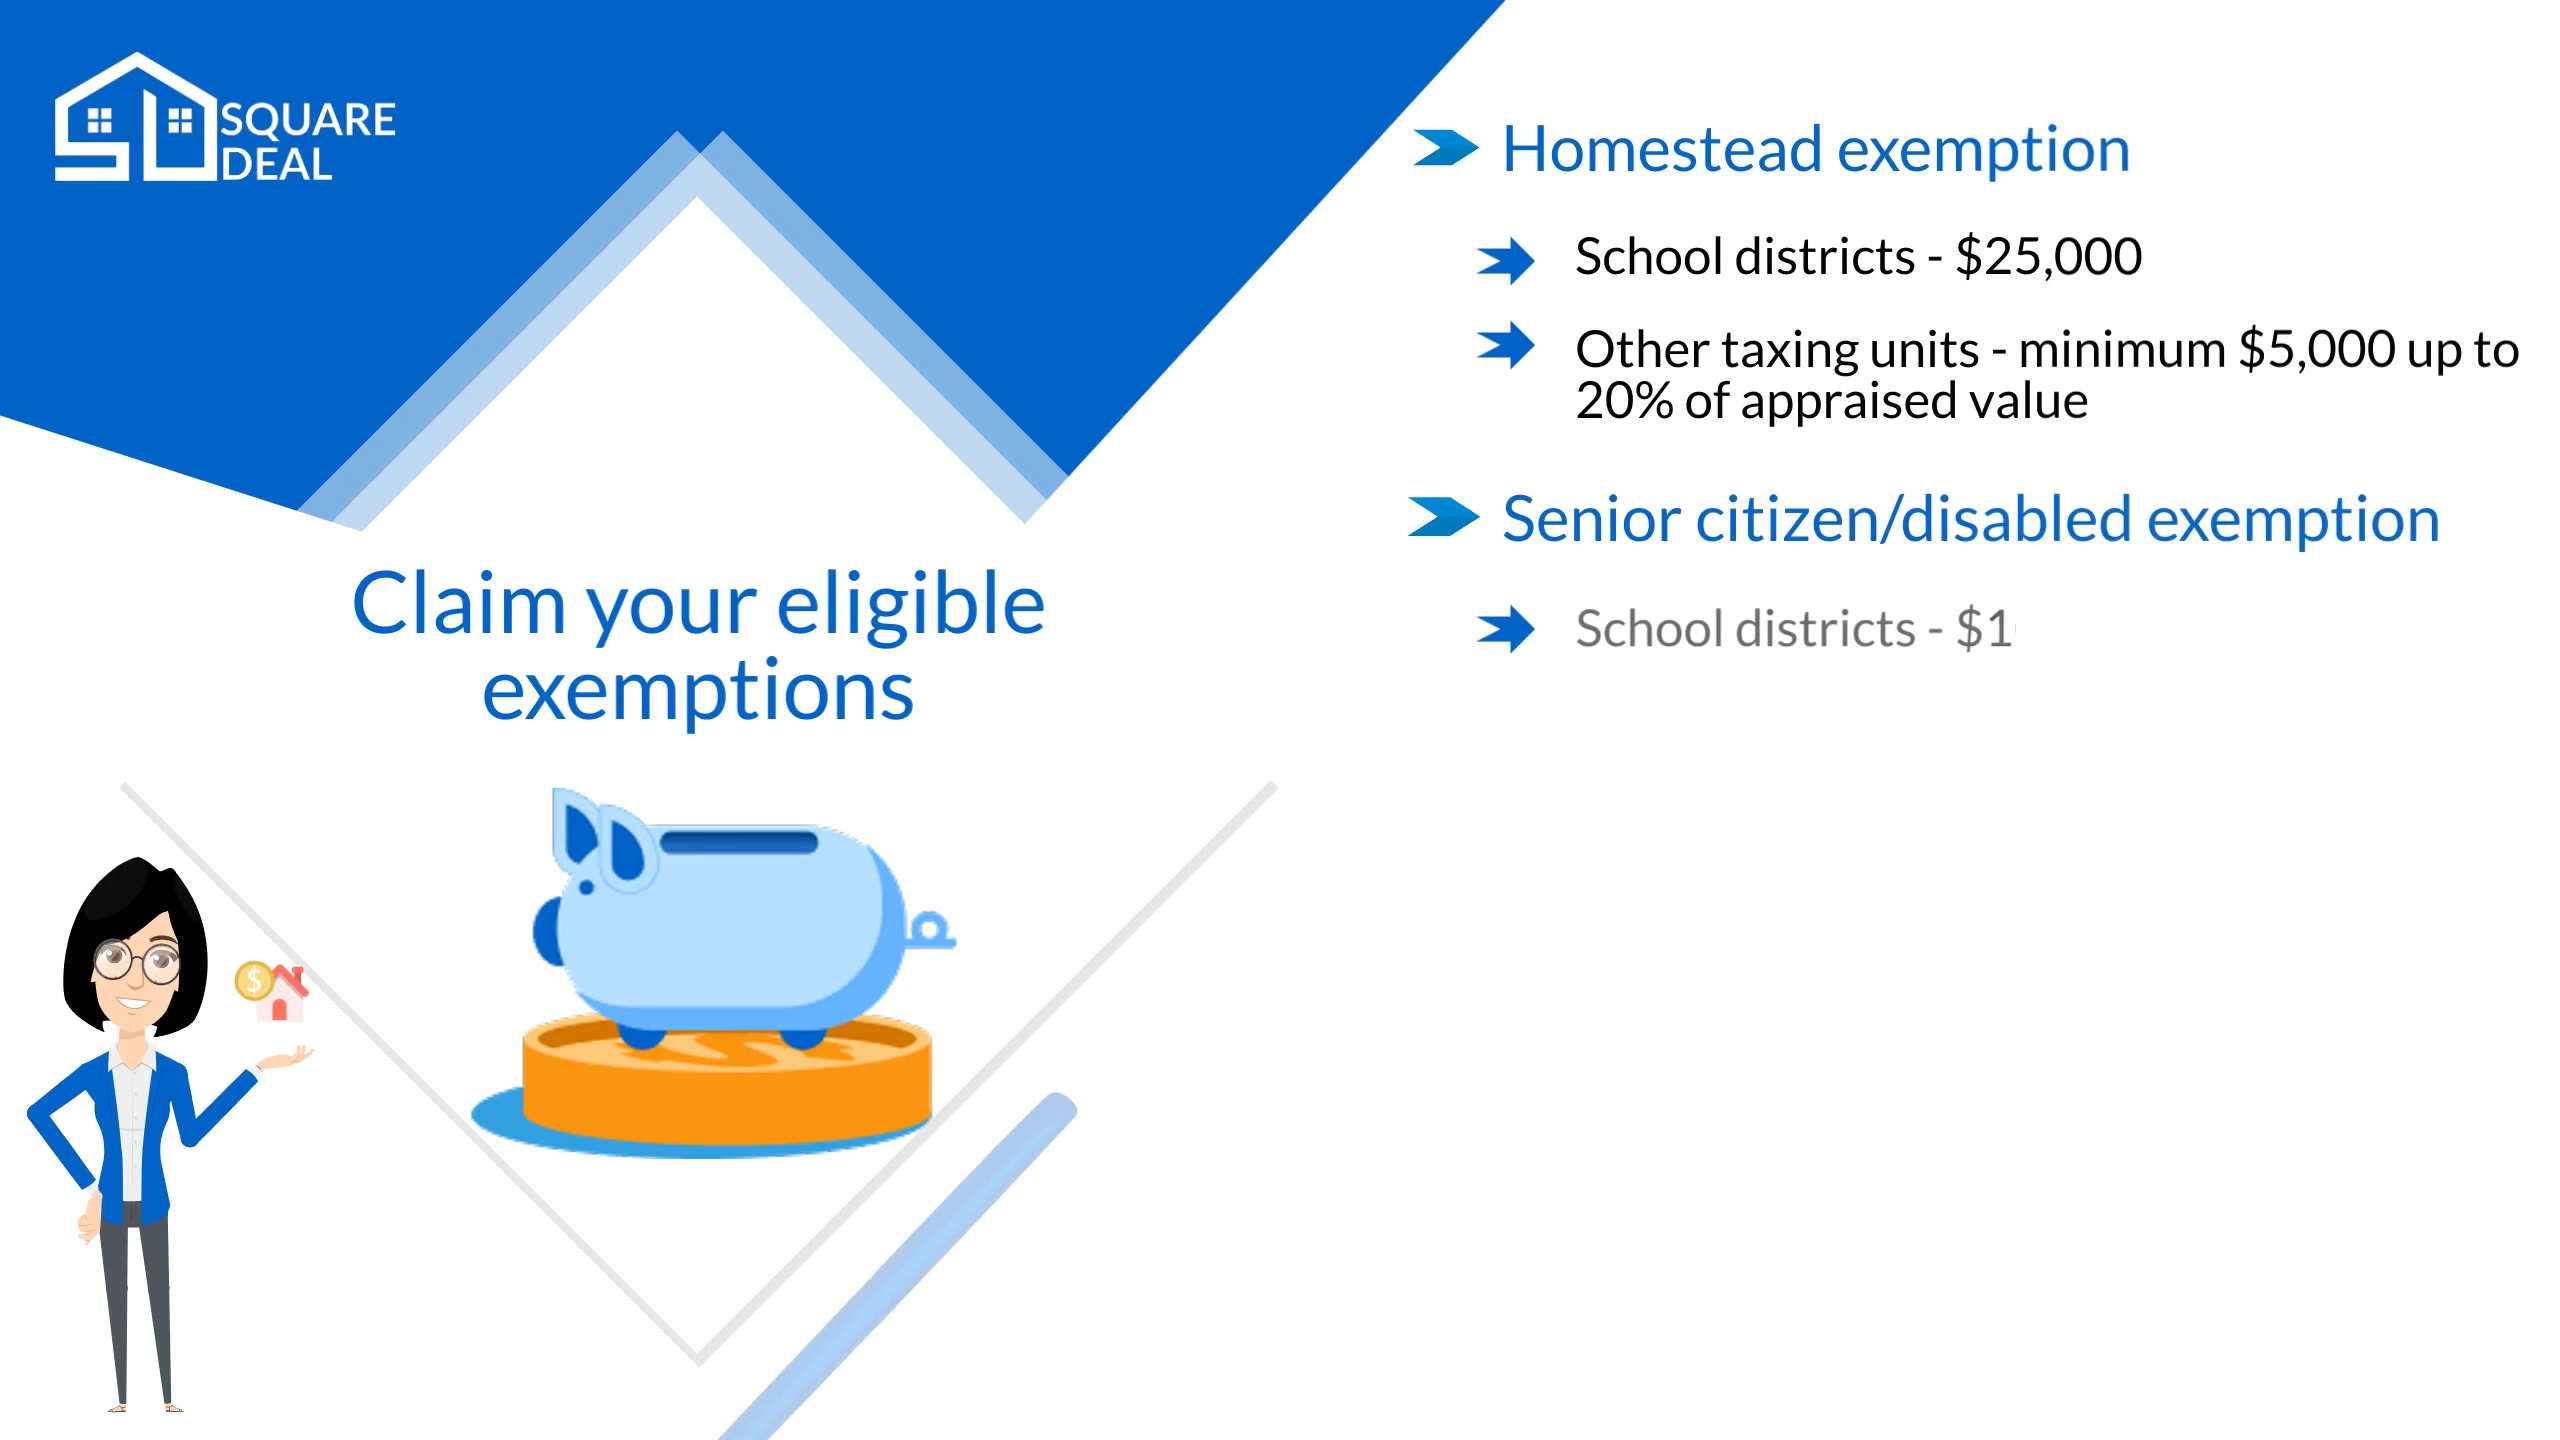 SQUARE
DEAL
Claim your eligible
exemptions
Homestead exemption
School districts - $25,000
Other taxing units - minimum $5,000 up to
20% of appraised value
Senior citizen/disabled exemption
School districts - $1
$